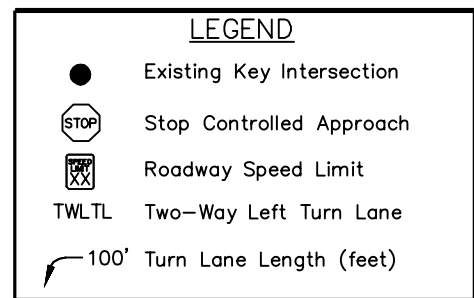 LEGEND
Existing Key Intersection
STOP Stop Controlled Approach
SPEED LIMIT XX Roadway Speed Limit
TWLTL Two-Way Left Turn Lane
100' Turn Lane Length (feet)